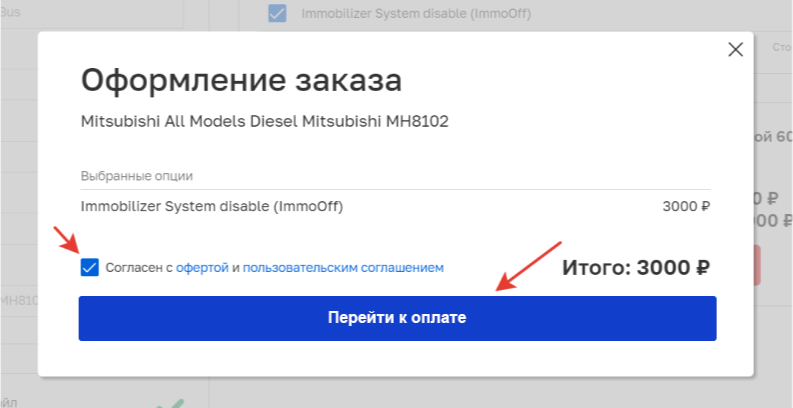 Bus
Immobilizer System disable (ImmoOff)
Сто
Оформление заказа
Mitsubishi All Models Diesel Mitsubishi MH8102
ой 60
Выбранные опции
Immobilizer System disable (ImmoOff) 3000 ₽
0 ₽
00 ₽
Согласен с офертой и пользовательским соглашением
Итого: 3000 ₽
MH810
Перейти к оплате
йл